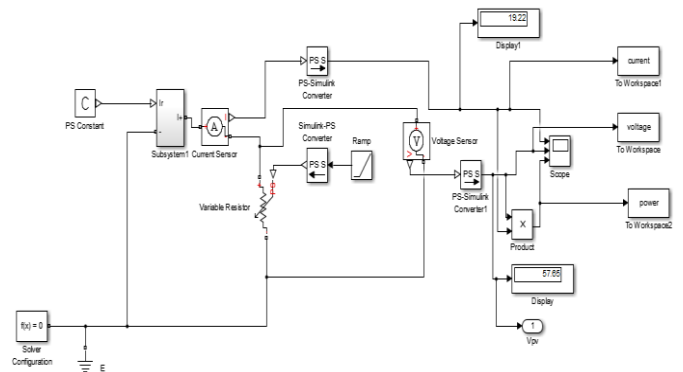 19.22
Display1
PS S
PS-Simulink
Converter
current
To Workspace1
C
PS Constant
Ir
I+
-
Subsystem1
A
I
Current Sensor
Simulink-PS
Converter
PS S
Ramp
V
V
Voltage Sensor
PS S
PS-Simulink
Converter1
Scope
voltage
To Workspace
PS
Variable Resistor
×
Product
power
To Workspace2
57.65
Display
1
Vpv
f(x) = 0
Solver
Configuration
E